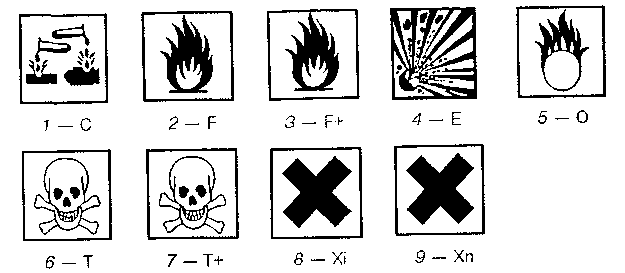 1 — C 2 — F 3 — F+ 4 — E 5 — O
6 — T 7 — T+ 8 — Xi 9 — Xn